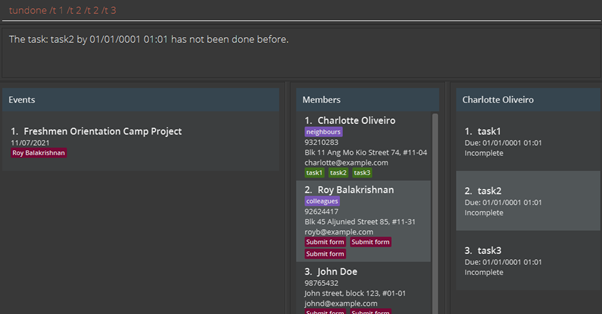 tundone /t 1 /t 2 /t 2 /t 3
The task: task2 by 01/01/0001 01:01 has not been done before.
Events
1. Freshmen Orientation Camp Project
11/07/2021
Roy Balakrishnan
Members
1. Charlotte Oliveiro
neighbours
93210283
Blk 11 Ang Mo Kio Street 74, #11-04
charlotte@example.com
task1 task2 task3
2. Roy Balakrishnan
colleagues
92624417
Blk 45 Aljunied Street 85, #11-31
royb@example.com
Submit form Submit form
Submit form
3. John Doe
98765432
John street, block 123, #01-01
johnd@example.com
Submit form Submit form
Charlotte Oliveiro
1. task1
Due: 01/01/0001 01:01
Incomplete
2. task2
Due: 01/01/0001 01:01
Incomplete
3. task3
Due: 01/01/0001 01:01
Incomplete